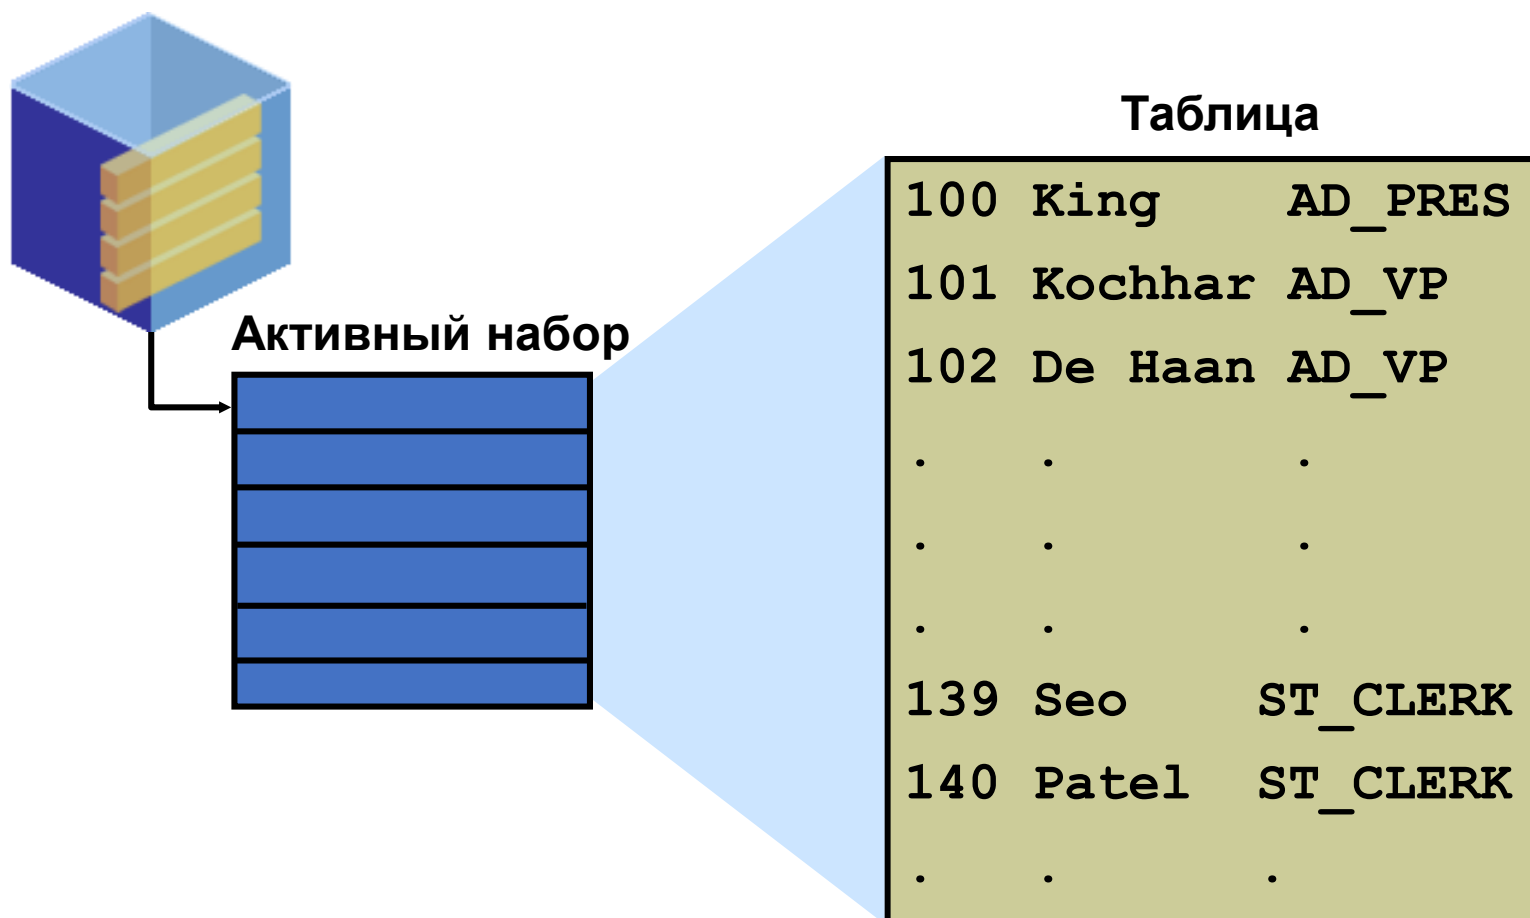 Таблица
100 King AD_PRES
101 Kochhar AD_VP
102 De Haan AD_VP
. . .
. . .
. . .
139 Seo ST_CLERK
140 Patel ST_CLERK
. . .
Активный набор